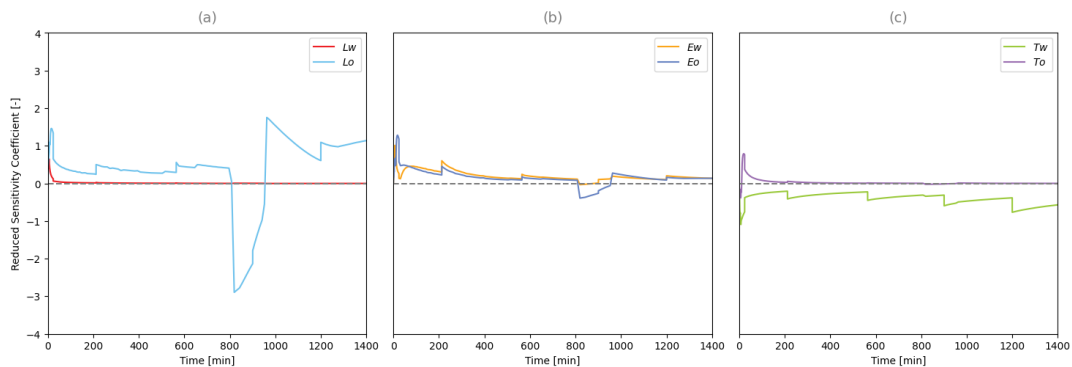 (a) (b) (c)
Reduced Sensitivity Coefficient [-]
4
3
2
1
0
−1
−2
−3
−4
Lw
Lo
0 200 400 600 800 1000 1200 1400
Time [min]
Ew
Eo
0 200 400 600 800 1000 1200 1400
Time [min]
Tw
To
0 200 400 600 800 1000 1200 1400
Time [min]